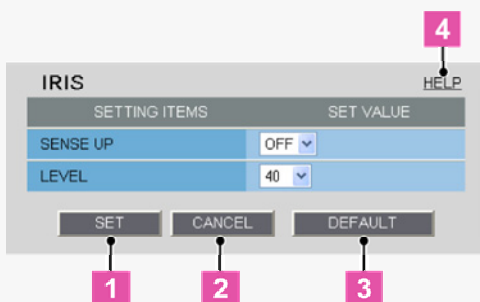 4
IRIS HELP
SETTING ITEMS SET VALUE
SENSE UP OFF
LEVEL 40
SET CANCEL DEFAULT
1 2 3